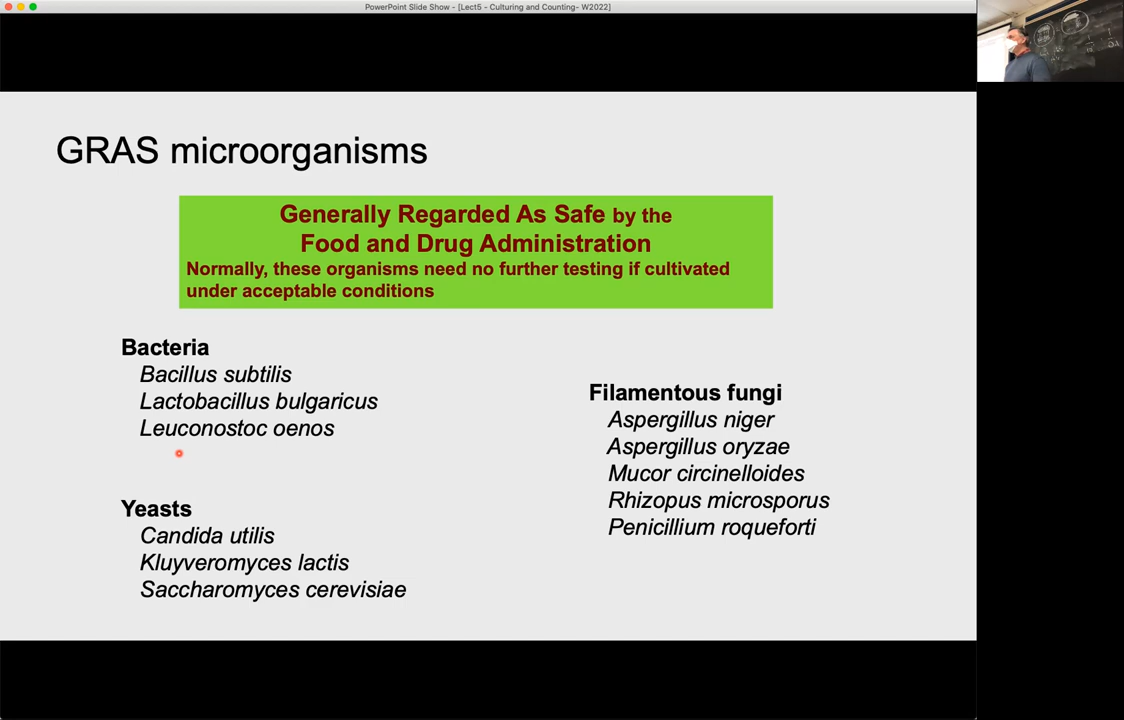 PowerPoint Slide Show - [Lect5 - Culturing and Counting- W2022]
GRAS microorganisms
Generally Regarded As Safe by the
Food and Drug Administration
Normally, these organisms need no further testing if cultivated
under acceptable conditions
Bacteria
Bacillus subtilis
Lactobacillus bulgaricus
Leuconostoc oenos
Yeasts
Candida utilis
Kluyveromyces lactis
Saccharomyces cerevisiae
Filamentous fungi
Aspergillus niger
Aspergillus oryzae
Mucor circinelloides
Rhizopus microsporus
Penicillium roqueforti